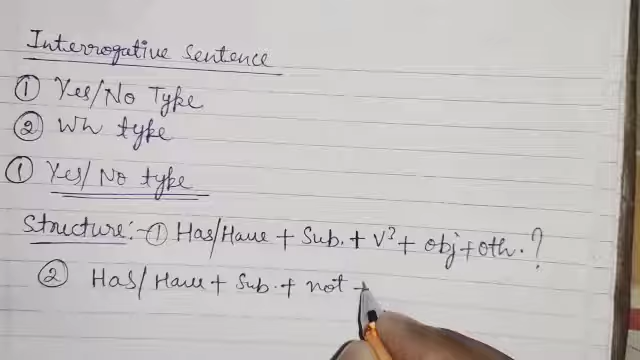 Interrogative Sentence
① Yes/No Type
② Wh type
① Yes/No type
Structure:- ① Has/Have + Sub. + V³ + obj + oth. ?
② Has/Have + Sub. + not +